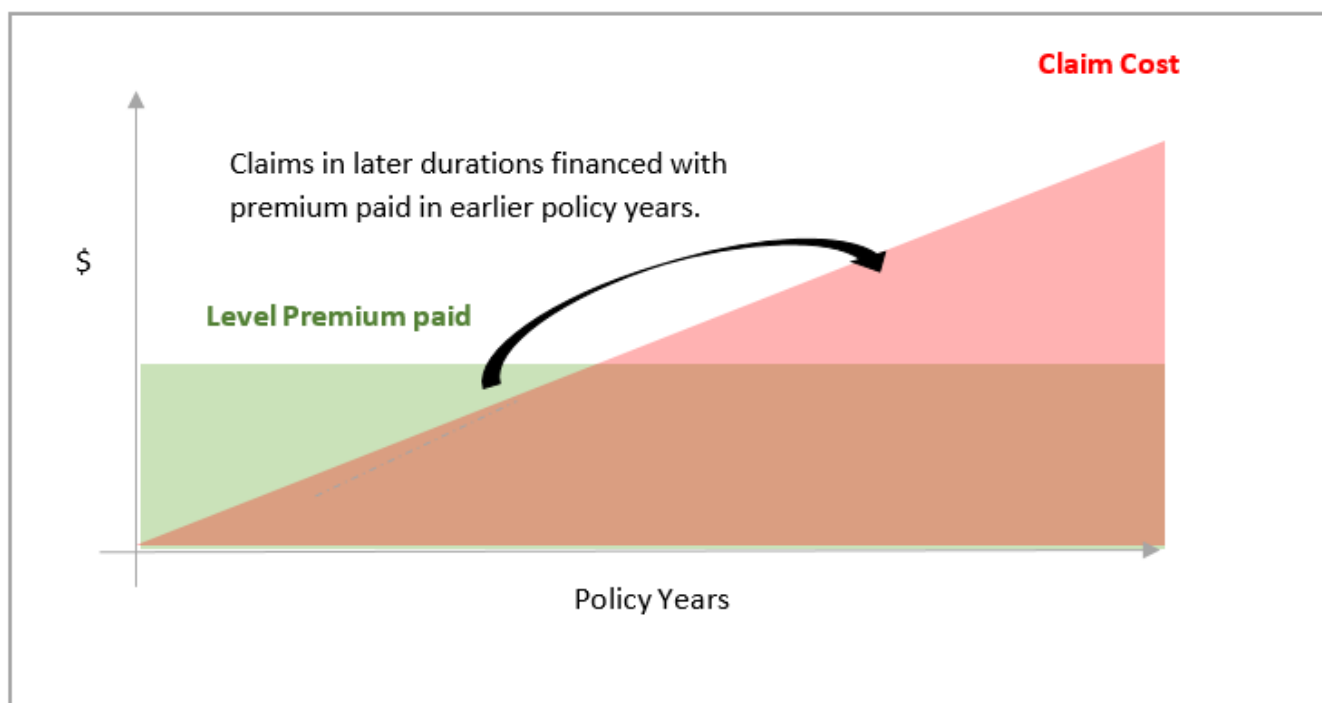 Claim Cost
Claims in later durations financed with
premium paid in earlier policy years.
$
Level Premium paid
Policy Years